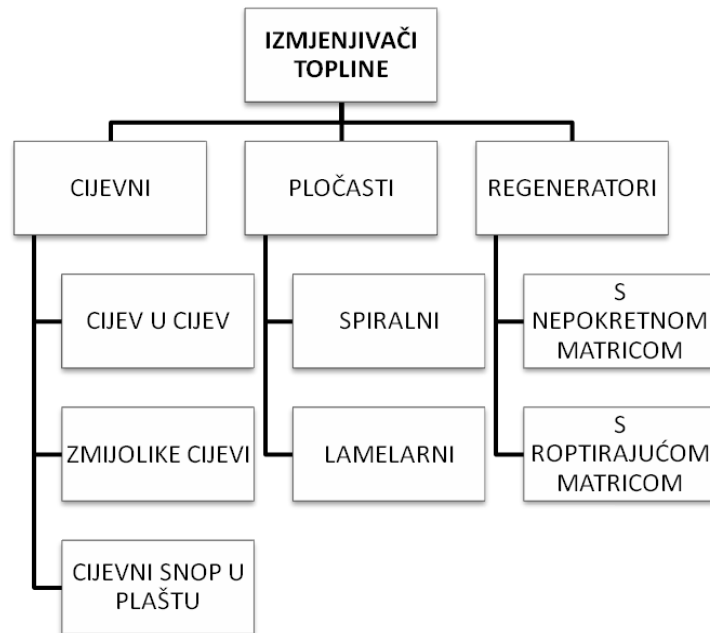 IZMJENJIVAČI
TOPLINE
CIJEVNI
PLOČASTI
REGENERATORI
CIJEV U CIJEV
SPIRALNI
S
NEPOKRETNOM
MATRICOM
ZMIJOLIKE CIJEVI
LAMELARNI
S
ROPTIRAJUĆOM
MATRICOM
CIJEVNI SNOP U
PLAŠTU